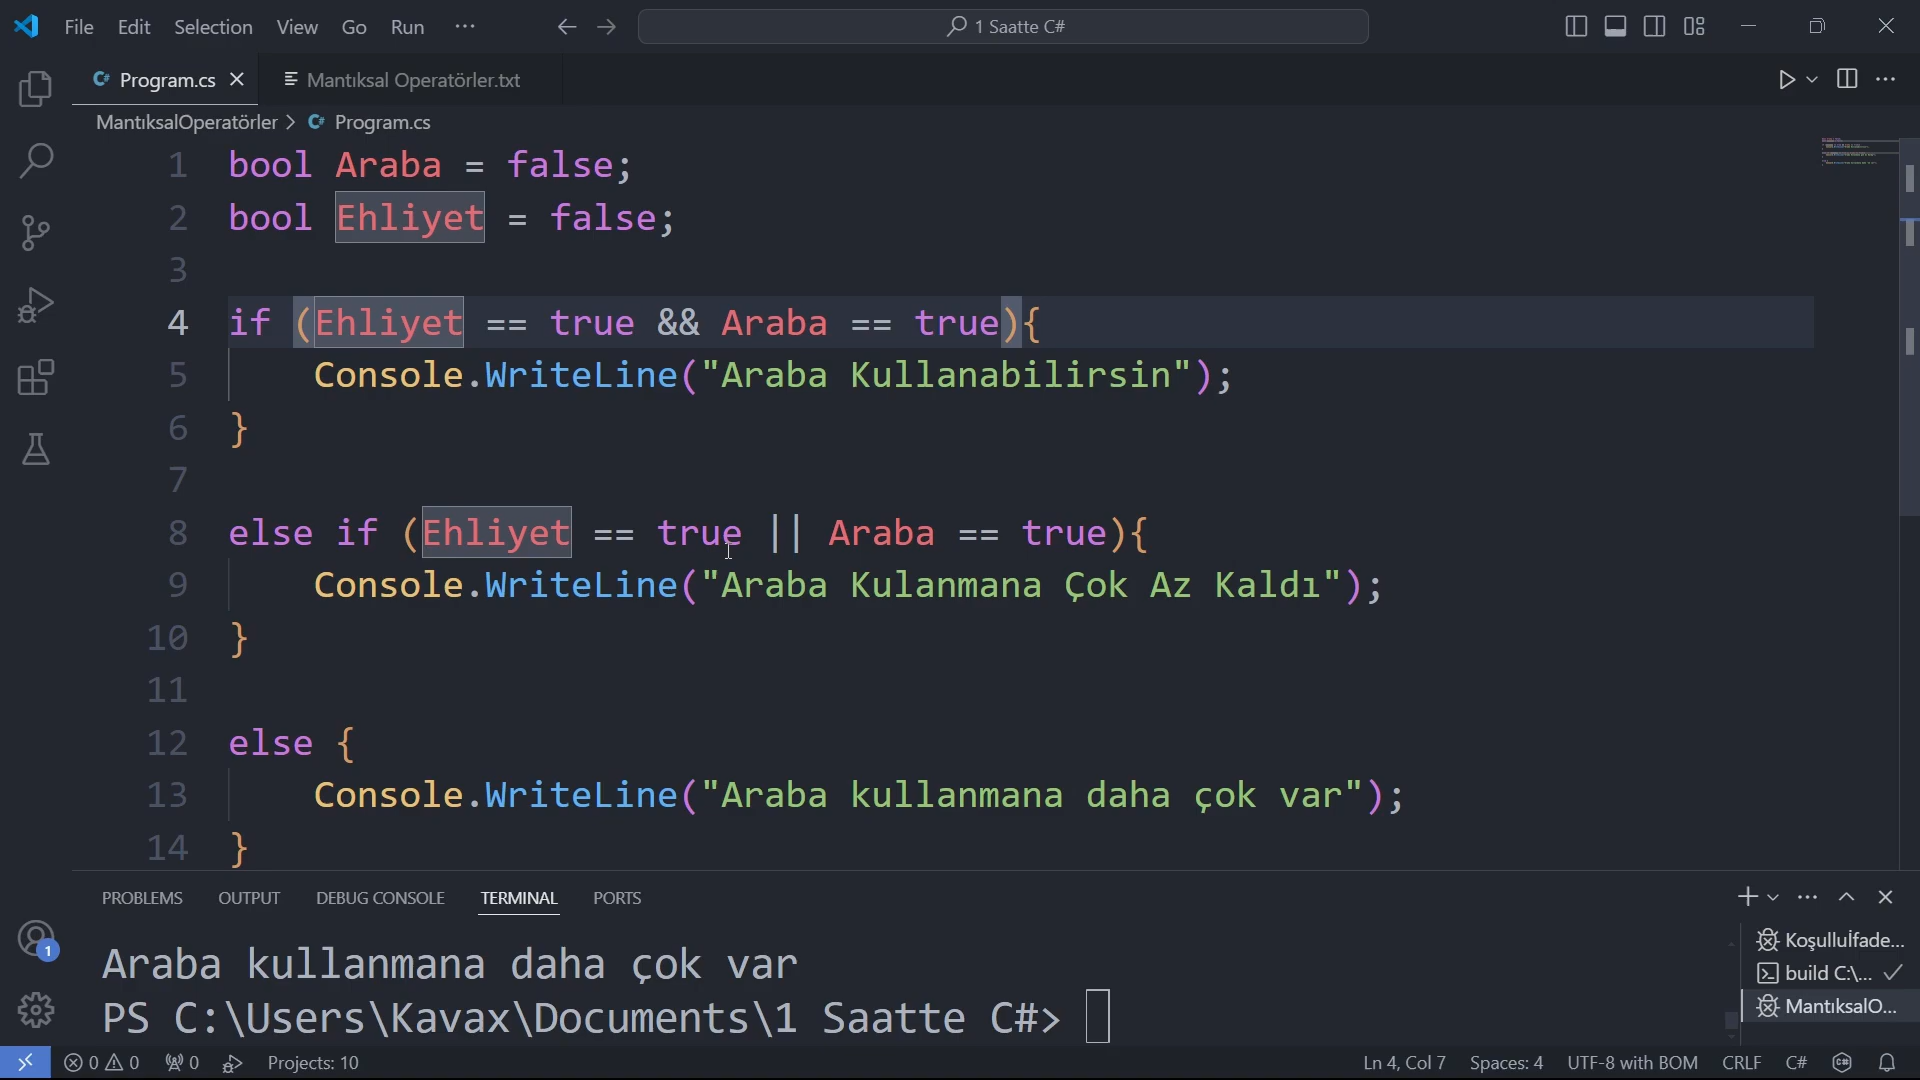 File Edit Selection View Go Run ··· 1 Saatte C#
Program.cs Mantıksal Operatörler.txt
MantıksalOperatörler > Program.cs
1 bool Araba = false;
2 bool Ehliyet = false;
3
4 if (Ehliyet == true && Araba == true){
5 Console.WriteLine("Araba Kullanabilirsin");
6 }
7
8 else if (Ehliyet == true || Araba == true){
9 Console.WriteLine("Araba Kulanmana Çok Az Kaldı");
10 }
11
12 else {
13 Console.WriteLine("Araba kullanmana daha çok var");
14 }
PROBLEMS OUTPUT DEBUG CONSOLE TERMINAL PORTS
Araba kullanmana daha çok var
PS C:\Users\Kavax\Documents\1 Saatte C#>
Koşulluİfade...
build C:\...
MantıksalO...
1
0 0 0 Projects: 10 Ln 4, Col 7 Spaces: 4 UTF-8 with BOM CRLF C#